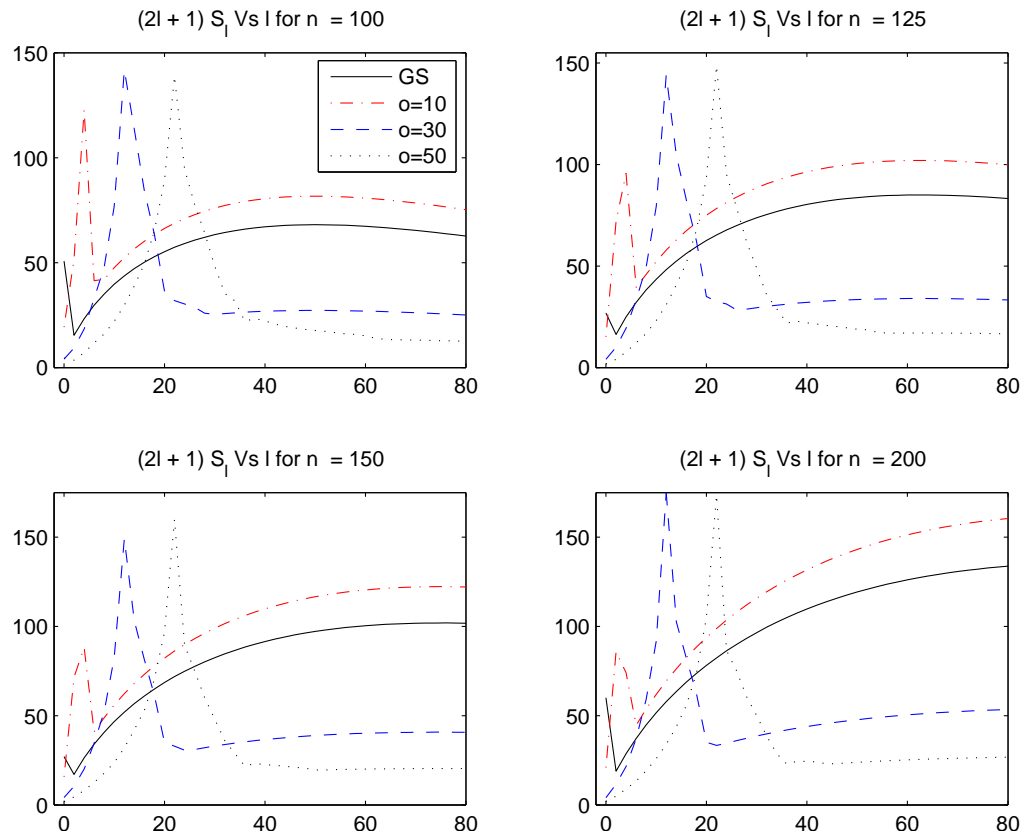 (2l + 1) S_l Vs l for n = 100
150
100
50
0
0 20 40 60 80
GS
o=10
o=30
o=50
(2l + 1) S_l Vs l for n = 125
150
100
50
0
0 20 40 60 80
(2l + 1) S_l Vs l for n = 150
150
100
50
0
0 20 40 60 80
(2l + 1) S_l Vs l for n = 200
150
100
50
0
0 20 40 60 80